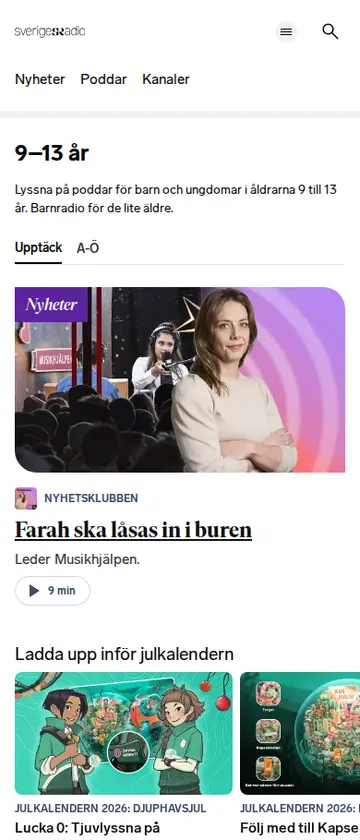 sverigesradio
Nyheter Poddar Kanaler
9–13 år
Lyssna på poddar för barn och ungdomar i åldrarna 9 till 13
år. Barnradio för de lite äldre.
Upptäck A-Ö
Nyheter
MUSIKHJÄLPEN
NYHETSKLUBBEN
Farah ska låsas in i buren
Leder Musikhjälpen.
9 min
Ladda upp inför julkalendern
JULKALENDERN 2026: DJUPHAVSJUL
Lucka 0: Tjuvlyssna på
JULKALENDERN 2026:
Följ med till Kapse